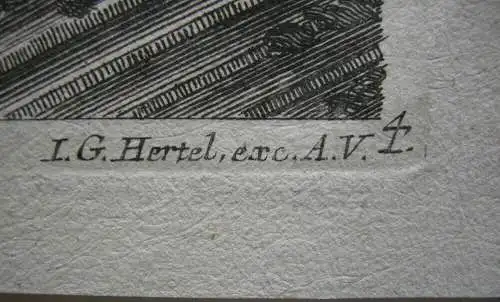 I. G. Hertel, exc. A. V. 4.